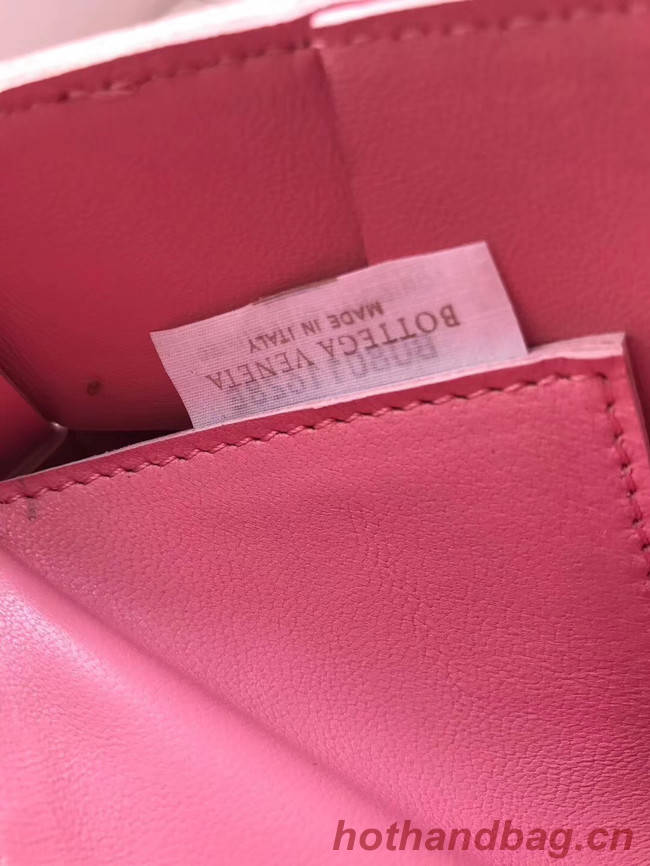 BOTTEGA VENETA
MADE IN ITALY
hothandbag.cn